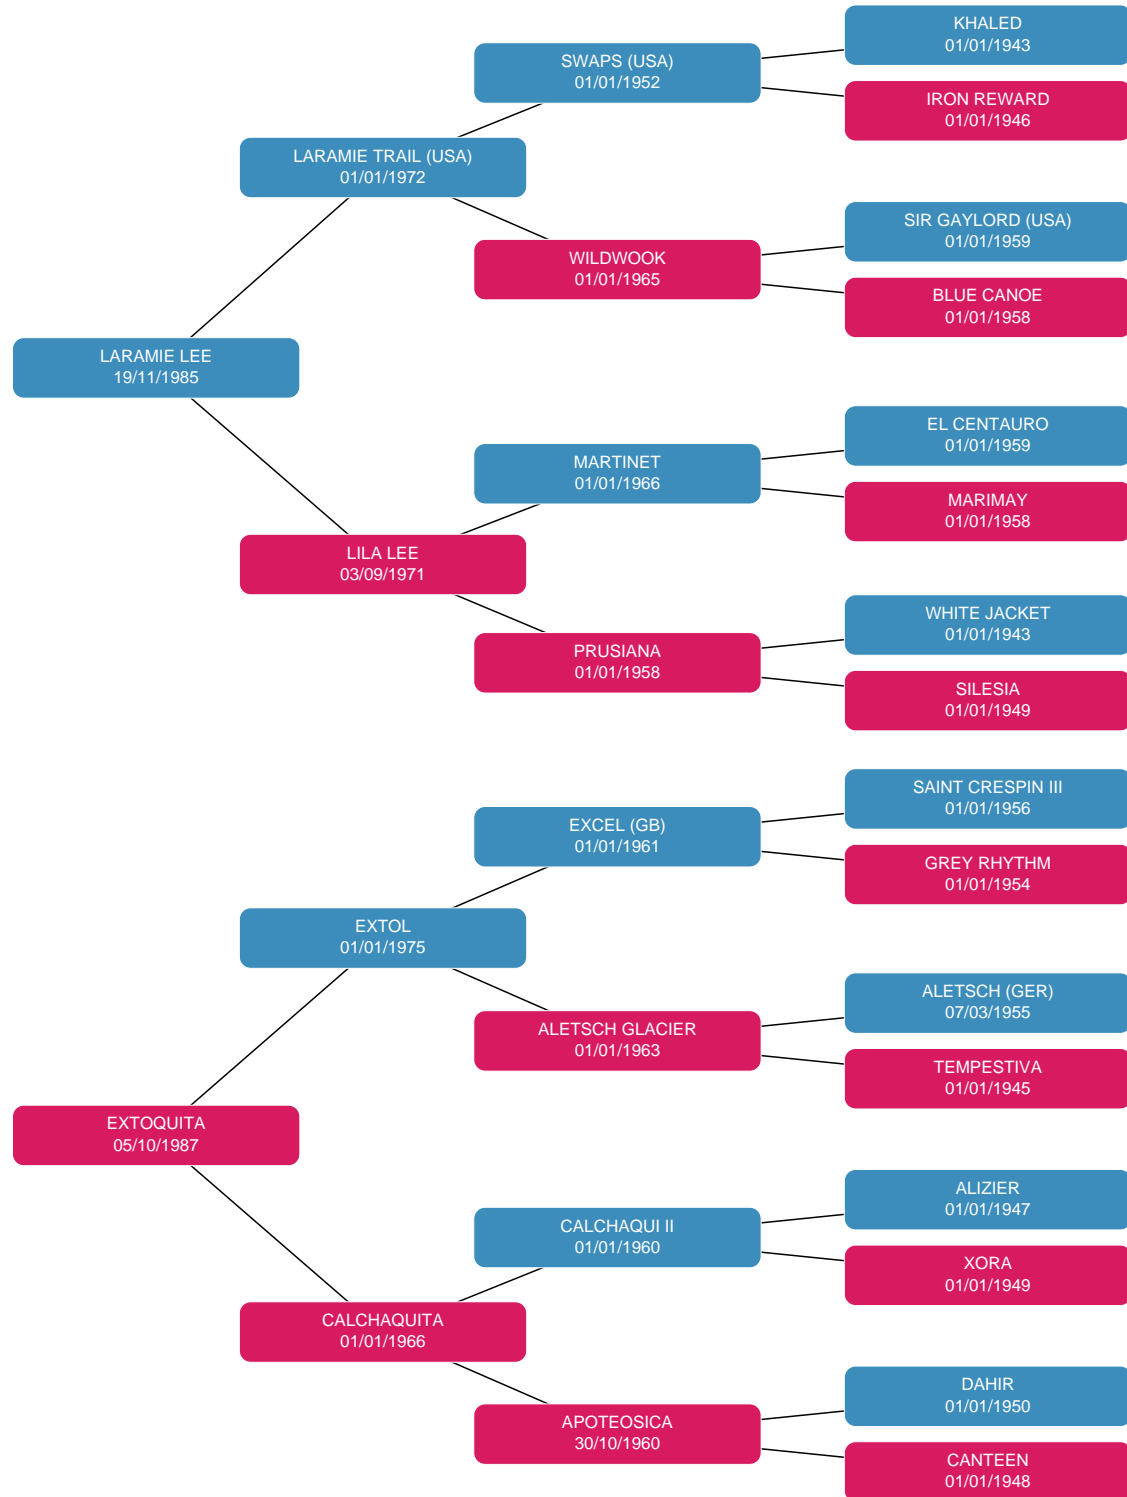 KHALED
01/01/1943
SWAPS (USA)
01/01/1952
IRON REWARD
01/01/1946
LARAMIE TRAIL (USA)
01/01/1972
SIR GAYLORD (USA)
01/01/1959
WILDWOOK
01/01/1965
BLUE CANOE
01/01/1958
LARAMIE LEE
19/11/1985
EL CENTAURO
01/01/1959
MARTINET
01/01/1966
MARIMAY
01/01/1958
LILA LEE
03/09/1971
WHITE JACKET
01/01/1943
PRUSIANA
01/01/1958
SILESIA
01/01/1949
SAINT CRESPIN III
01/01/1956
EXCEL (GB)
01/01/1961
GREY RHYTHM
01/01/1954
EXTOL
01/01/1975
ALETSCH (GER)
07/03/1955
ALETSCH GLACIER
01/01/1963
TEMPESTIVA
01/01/1945
EXTOQUITA
05/10/1987
ALIZIER
01/01/1947
CALCHAQUI II
01/01/1960
XORA
01/01/1949
CALCHAQUITA
01/01/1966
DAHIR
01/01/1950
APOTEOSICA
30/10/1960
CANTEEN
01/01/1948